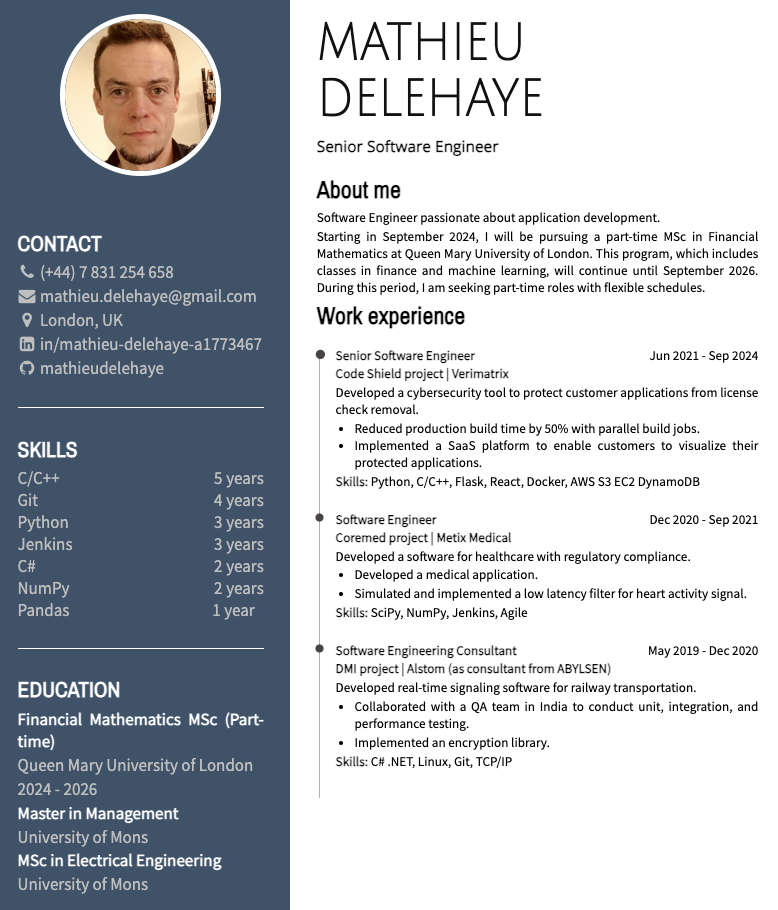 MATHIEU
DELEHAYE
Senior Software Engineer
CONTACT
(+44) 7 831 254 658
mathieu.delehaye@gmail.com
London, UK
in/mathieu-delehaye-a1773467
mathieudelehaye
SKILLS
C/C++ 5 years
Git 4 years
Python 3 years
Jenkins 3 years
C# 2 years
NumPy 2 years
Pandas 1 year
EDUCATION
Financial Mathematics MSc (Part-
time)
Queen Mary University of London
2024 - 2026
Master in Management
University of Mons
MSc in Electrical Engineering
University of Mons
About me
Software Engineer passionate about application development.
Starting in September 2024, I will be pursuing a part-time MSc in Financial
Mathematics at Queen Mary University of London. This program, which includes
classes in finance and machine learning, will continue until September 2026.
During this period, I am seeking part-time roles with flexible schedules.
Work experience
Senior Software Engineer Jun 2021 - Sep 2024
Code Shield project | Verimatrix
Developed a cybersecurity tool to protect customer applications from license
check removal.
• Reduced production build time by 50% with parallel build jobs.
• Implemented a SaaS platform to enable customers to visualize their
protected applications.
Skills: Python, C/C++, Flask, React, Docker, AWS S3 EC2 DynamoDB
Software Engineer Dec 2020 - Sep 2021
Coremed project | Metix Medical
Developed a software for healthcare with regulatory compliance.
• Developed a medical application.
• Simulated and implemented a low latency filter for heart activity signal.
Skills: SciPy, NumPy, Jenkins, Agile
Software Engineering Consultant May 2019 - Dec 2020
DMI project | Alstom (as consultant from ABYLSEN)
Developed real-time signaling software for railway transportation.
• Collaborated with a QA team in India to conduct unit, integration, and
performance testing.
• Implemented an encryption library.
Skills: C# .NET, Linux, Git, TCP/IP